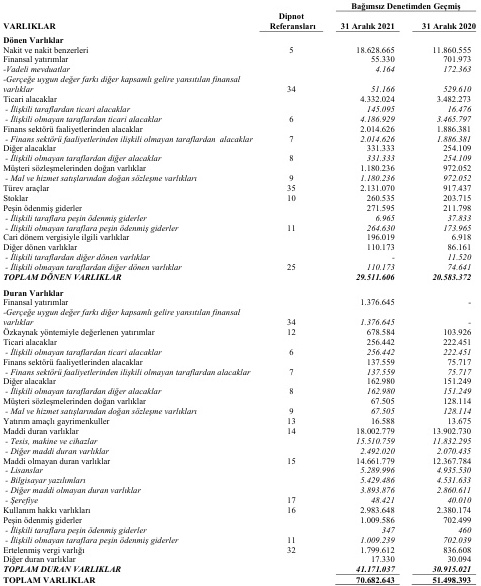 Bağımsız Denetimden Geçmiş
Dipnot
VARLIKLAR Referansları 31 Aralık 2021 31 Aralık 2020
Dönen Varlıklar
Nakit ve nakit benzerleri 5 18.628.665 11.860.555
Finansal yatırımlar 55.330 701.973
-Vadeli mevduatlar 4.164 172.363
-Gerçeğe uygun değer farkı diğer kapsamlı gelire yansıtılan finansal
varlıklar 34 51.166 529.610
Ticari alacaklar 4.332.024 3.482.273
- İlişkili taraflardan ticari alacaklar 145.095 16.476
- İlişkili olmayan taraflardan ticari alacaklar 6 4.186.929 3.465.797
Finans sektörü faaliyetlerinden alacaklar 2.014.626 1.886.381
- Finans sektörü faaliyetlerinden ilişkili olmayan taraflardan alacaklar 7 2.014.626 1.886.381
Diğer alacaklar 331.333 254.109
- İlişkili olmayan taraflardan diğer alacaklar 8 331.333 254.109
Müşteri sözleşmelerinden doğan varlıklar 1.180.236 972.052
- Mal ve hizmet satışlarından doğan sözleşme varlıkları 9 1.180.236 972.052
Türev araçlar 35 2.131.070 917.437
Stoklar 10 260.535 203.715
Peşin ödenmiş giderler 271.595 211.798
- İlişkili taraflara peşin ödenmiş giderler 6.965 37.833
- İlişkili olmayan taraflara peşin ödenmiş giderler 11 264.630 173.965
Cari dönem vergisiyle ilgili varlıklar 196.019 6.918
Diğer dönen varlıklar 110.173 86.161
- İlişkili taraflardan diğer dönen varlıklar - 11.520
- İlişkili olmayan taraflardan diğer dönen varlıklar 25 110.173 74.641
TOPLAM DÖNEN VARLIKLAR 29.511.606 20.583.372
Duran Varlıklar
Finansal yatırımlar 1.376.645 -
-Gerçeğe uygun değer farkı diğer kapsamlı gelire yansıtılan finansal
varlıklar 34 1.376.645 -
Özkaynak yöntemiyle değerlenen yatırımlar 12 678.584 103.926
Ticari alacaklar 256.442 222.451
- İlişkili olmayan taraflardan ticari alacaklar 6 256.442 222.451
Finans sektörü faaliyetlerinden alacaklar 137.559 75.717
- Finans sektörü faaliyetlerinden ilişkili olmayan taraflardan alacaklar 7 137.559 75.717
Diğer alacaklar 162.980 151.249
- İlişkili olmayan taraflardan diğer alacaklar 8 162.980 151.249
Müşteri sözleşmelerinden doğan varlıklar 67.505 128.114
- Mal ve hizmet satışlarından doğan sözleşme varlıkları 9 67.505 128.114
Yatırım amaçlı gayrimenkuller 13 16.588 13.675
Maddi duran varlıklar 14 18.002.779 13.902.730
- Tesis, makine ve cihazlar 15.510.759 11.832.295
- Diğer maddi duran varlıklar 2.492.020 2.070.435
Maddi olmayan duran varlıklar 15 14.661.779 12.367.784
- Lisanslar 5.289.996 4.935.530
- Bilgisayar yazılımları 5.429.486 4.531.633
- Diğer maddi olmayan duran varlıklar 3.893.876 2.860.611
- Şerefiye 17 48.421 40.010
Kullanım hakkı varlıkları 16 2.983.648 2.380.174
Peşin ödenmiş giderler 1.009.586 702.499
- İlişkili taraflara peşin ödenmiş giderler 347 460
- İlişkili olmayan taraflara peşin ödenmiş giderler 11 1.009.239 702.039
Ertelenmiş vergi varlığı 32 1.799.612 836.608
Diğer duran varlıklar 17.330 30.094
TOPLAM DURAN VARLIKLAR 41.171.037 30.915.021
TOPLAM VARLIKLAR 70.682.643 51.498.393